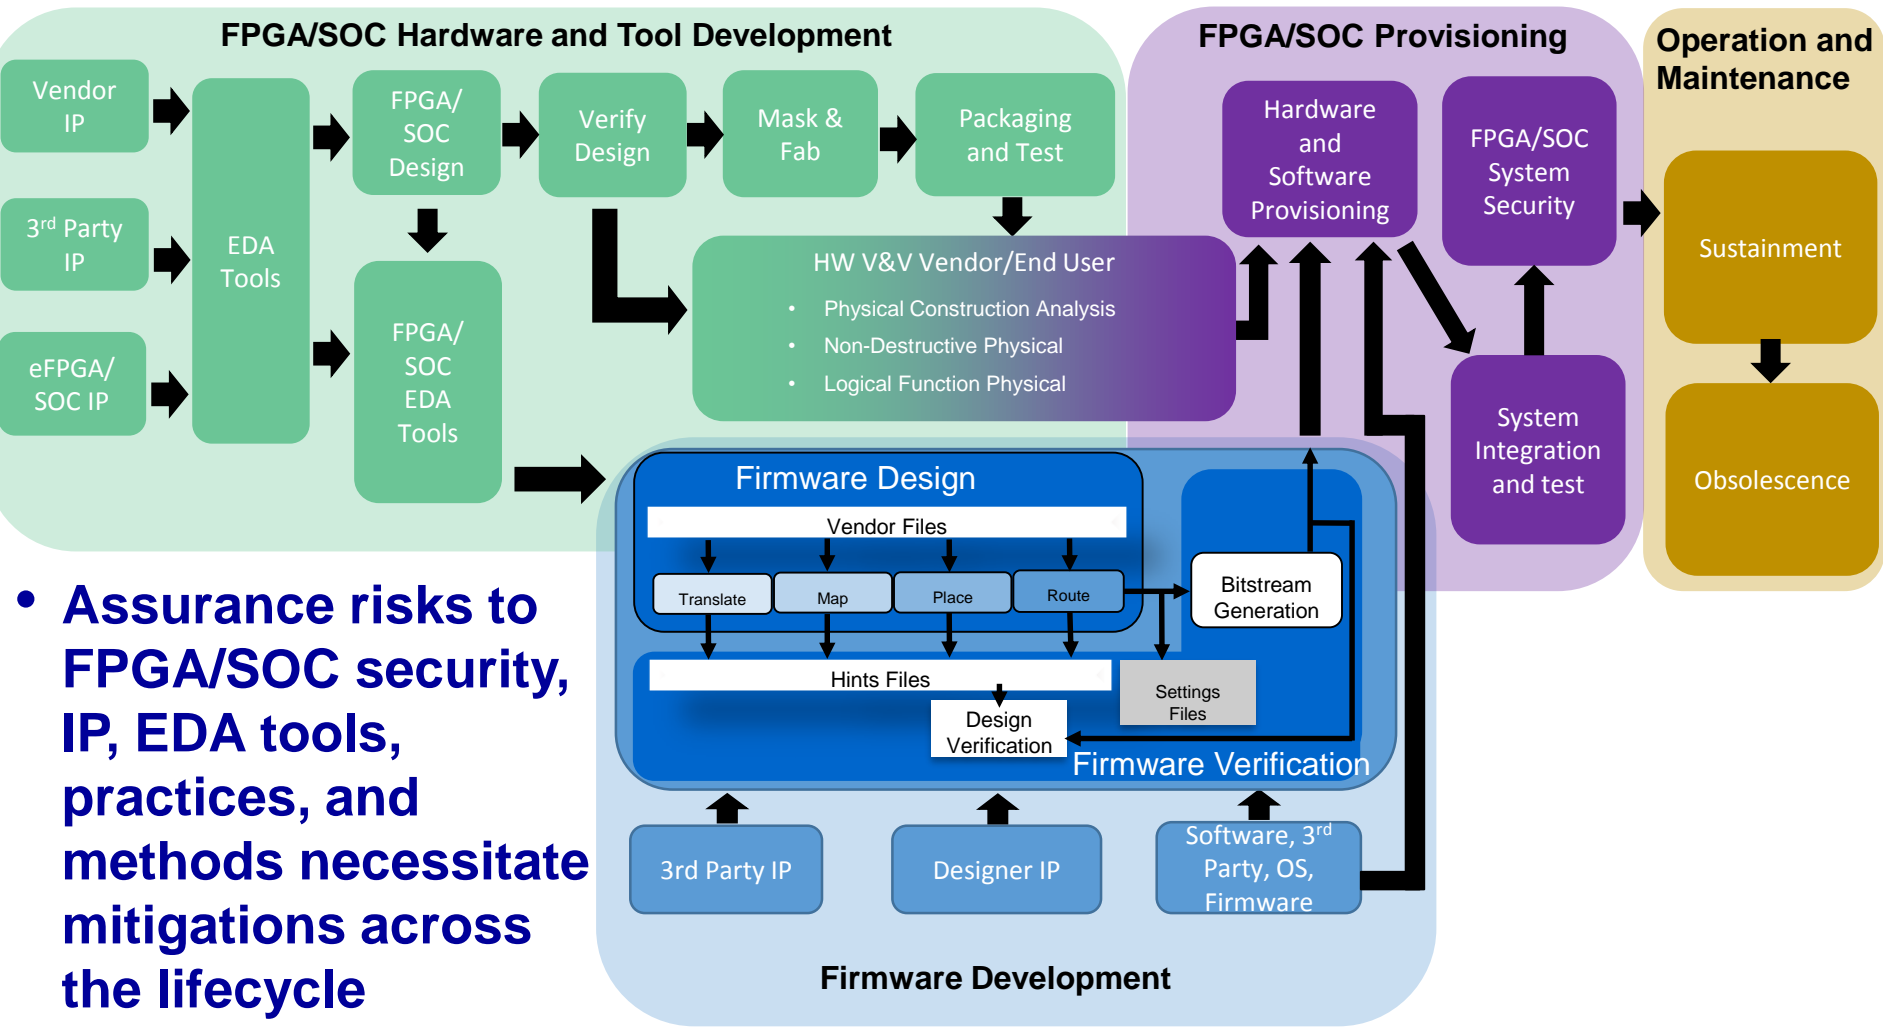 FPGA/SOC Hardware and Tool Development
FPGA/SOC Provisioning
Operation and
Maintenance
Vendor
IP
3rd Party
IP
eFPGA/
SOC IP
EDA
Tools
FPGA/
SOC
Design
Verify
Design
Mask &
Fab
Packaging
and Test
FPGA/
SOC
EDA
Tools
HW V&V Vendor/End User
• Physical Construction Analysis
• Non-Destructive Physical
• Logical Function Physical
Hardware
and
Software
Provisioning
FPGA/SOC
System
Security
System
Integration
and test
Sustainment
Obsolescence
Firmware Design
Vendor Files
Translate
Map
Place
Route
Bitstream
Generation
Hints Files
Settings
Files
Design
Verification
Firmware Verification
3rd Party IP
Designer IP
Software, 3rd
Party, OS,
Firmware
Firmware Development
• Assurance risks to
FPGA/SOC security,
IP, EDA tools,
practices, and
methods necessitate
mitigations across
the lifecycle